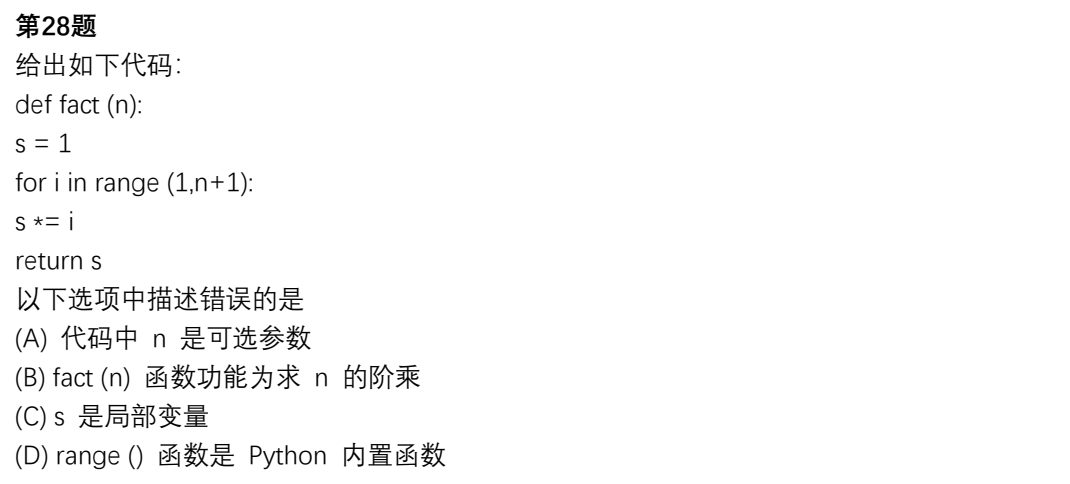 第28题
给出如下代码：
def fact (n):
s = 1
for i in range (1,n+1):
s *= i
return s
以下选项中描述错误的是
(A) 代码中 n 是可选参数
(B) fact (n) 函数功能为求 n 的阶乘
(C) s 是局部变量
(D) range () 函数是 Python 内置函数